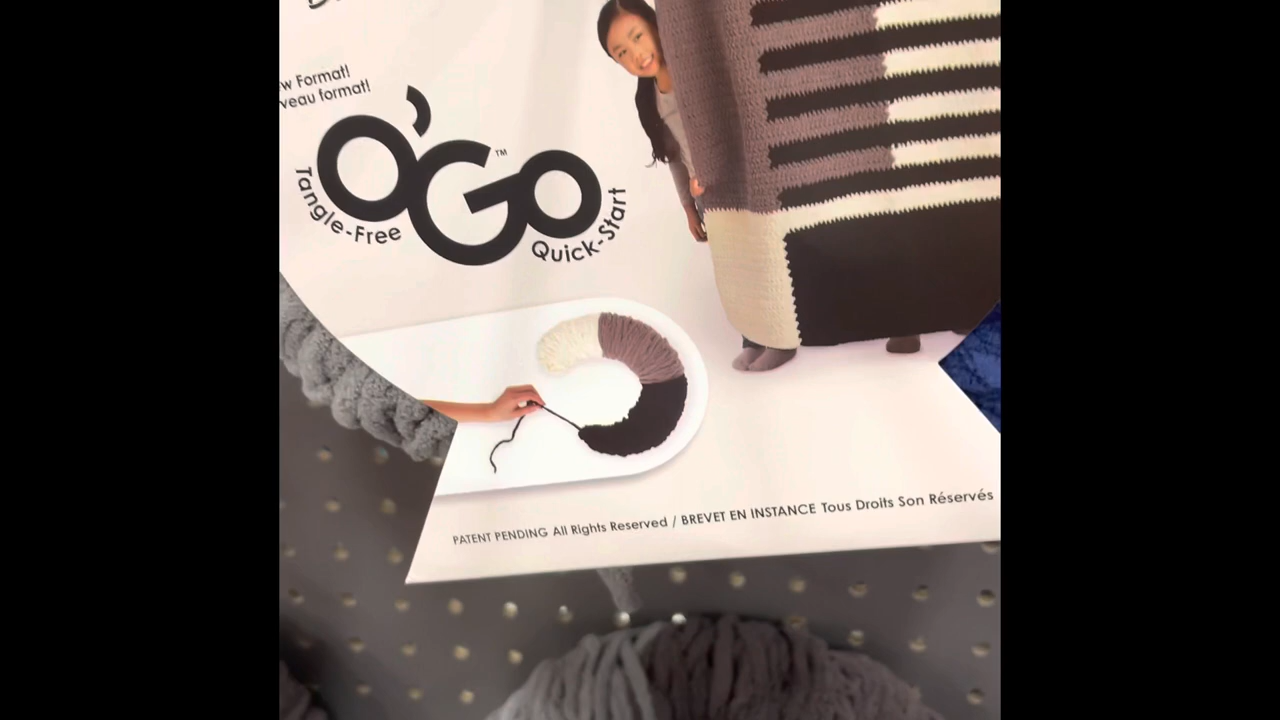 Format!
format!
O'GO™
Tangle-Free
Quick-Start
PATENT PENDING All Rights Reserved / BREVET EN INSTANCE Tous Droits Son Réservés